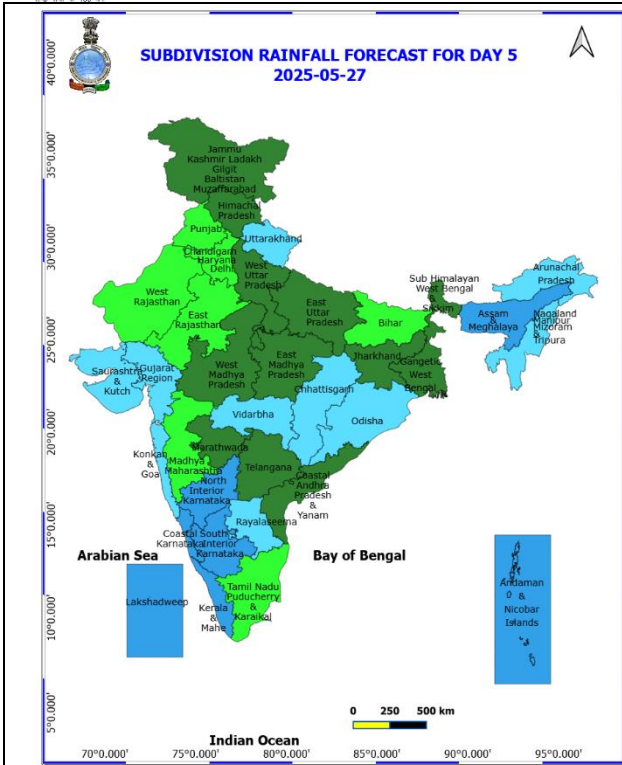 SUBDIVISION RAINFALL FORECAST FOR DAY 5
2025-05-27
40°0.000'
35°0.000'
30°0.000'
25°0.000'
20°0.000'
15°0.000'
10°0.000'
5°0.000'
Jammu
Kashmir Ladakh
Gilgit
Baltistan
Muzaffarabad
Himachal
Pradesh
Punjab
Uttarakhand
Chandigarh
Haryana
Delhi
West
Uttar
Pradesh
Arunachal
Pradesh
Sub Himalayan
West Bengal
&
Sikkim
West
Rajasthan
East
Rajasthan
East
Uttar
Pradesh
Bihar
Assam
&
Meghalaya
Nagaland
Manipur
Mizoram
&
Tripura
Saurashtra
&
Kutch
Gujarat
Region
West
Madhya
Pradesh
East
Madhya
Pradesh
Jharkhand
Gangetic
West
Bengal
Chhattisgarh
Vidarbha
Odisha
Konkan
&
Goa
Madhya
Maharashtra
Marathwada
Telangana
Coastal
Andhra
Pradesh
&
Yanam
North
Interior
Karnataka
Rayalaseema
Coastal
Karnataka
South
Interior
Karnataka
Arabian Sea
Bay of Bengal
Lakshadweep
Kerala
&
Mahe
Tamil Nadu
Puducherry
&
Karaikal
Andaman
&
Nicobar
Islands
0 250 500 km
Indian Ocean
70°0.000' 75°0.000' 80°0.000' 85°0.000' 90°0.000' 95°0.000'